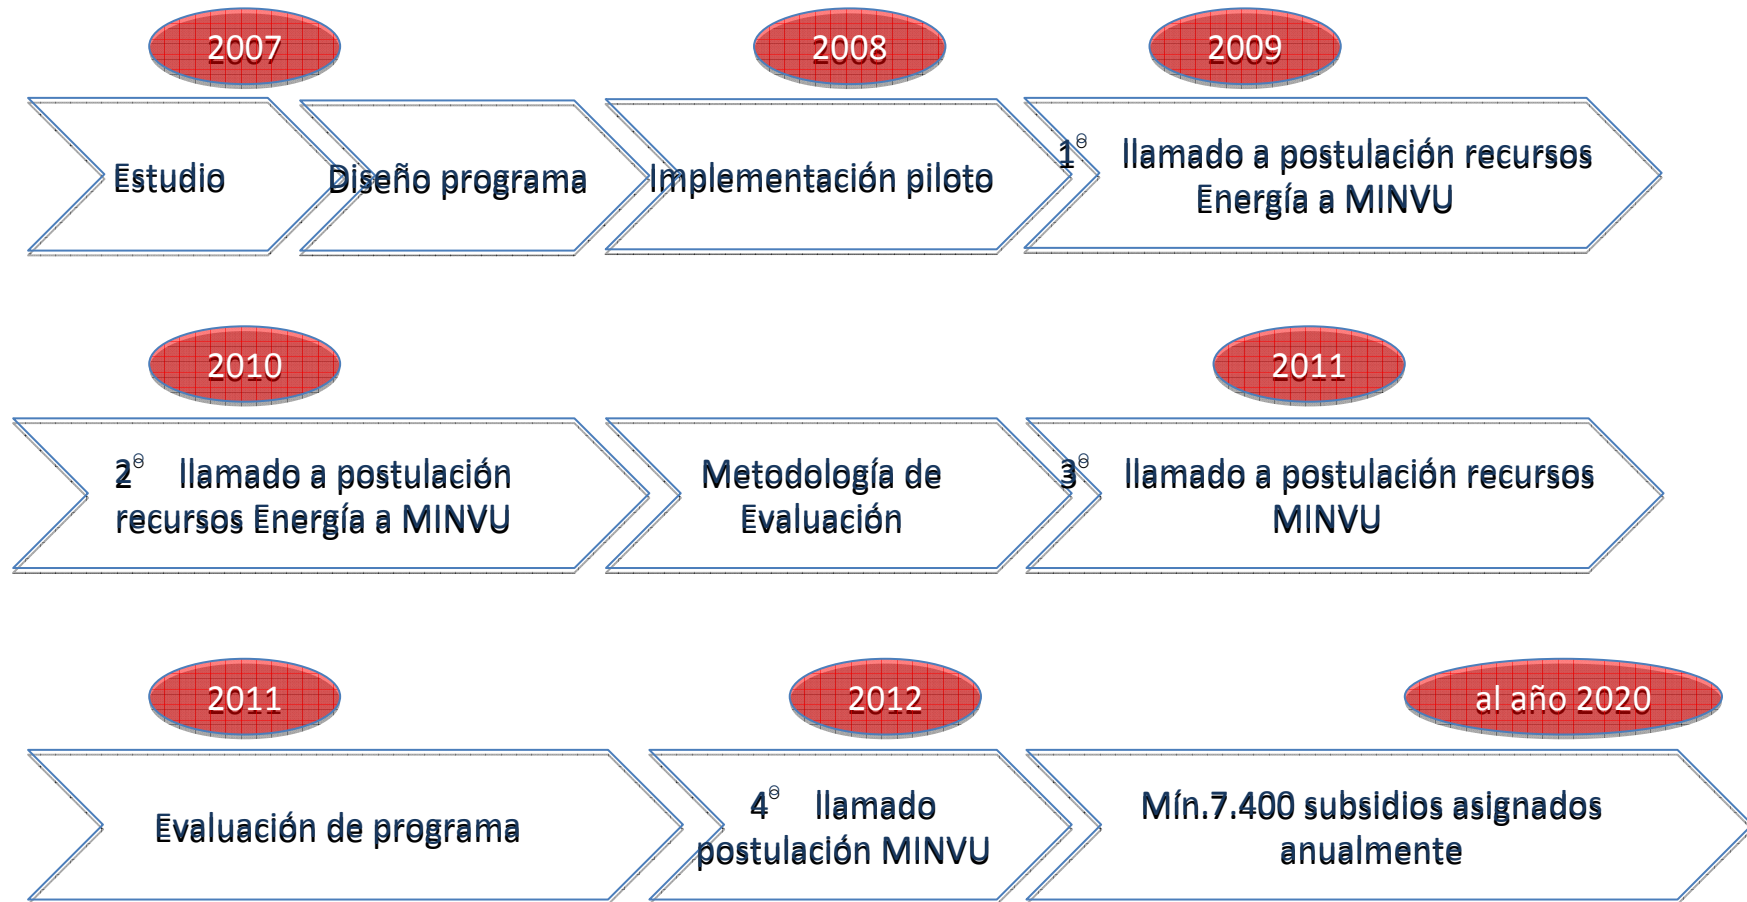 2007
2008
2009
Estudio
Diseño programa
Implementación piloto
1º llamado a postulación recursos
Energía a MINVU
2010
2011
2º llamado a postulación
recursos Energía a MINVU
Metodología de
Evaluación
3º llamado a postulación recursos
MINVU
2011
2012
al año 2020
Evaluación de programa
4º llamado
postulación MINVU
Mín.7.400 subsidios asignados
anualmente